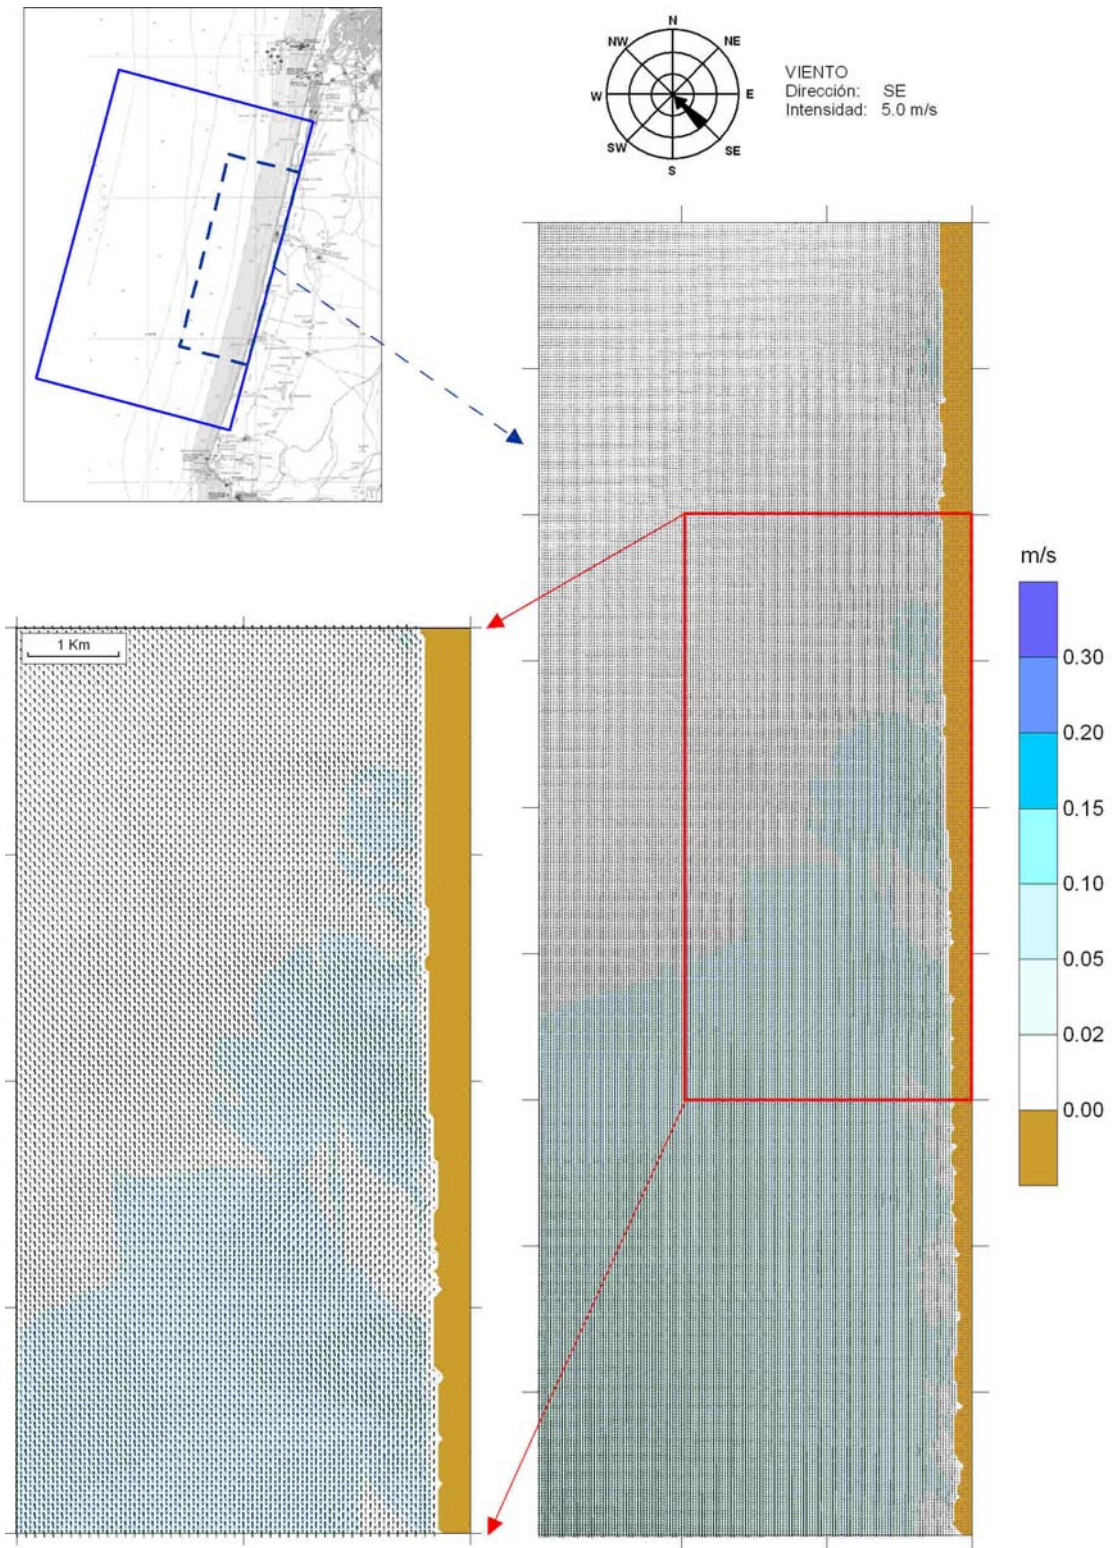 N
NW
NE
W
E
SW
SE
S
VIENTO
Dirección: SE
Intensidad: 5.0 m/s
m/s
0.30
0.20
0.15
0.10
0.05
0.02
0.00
1 Km